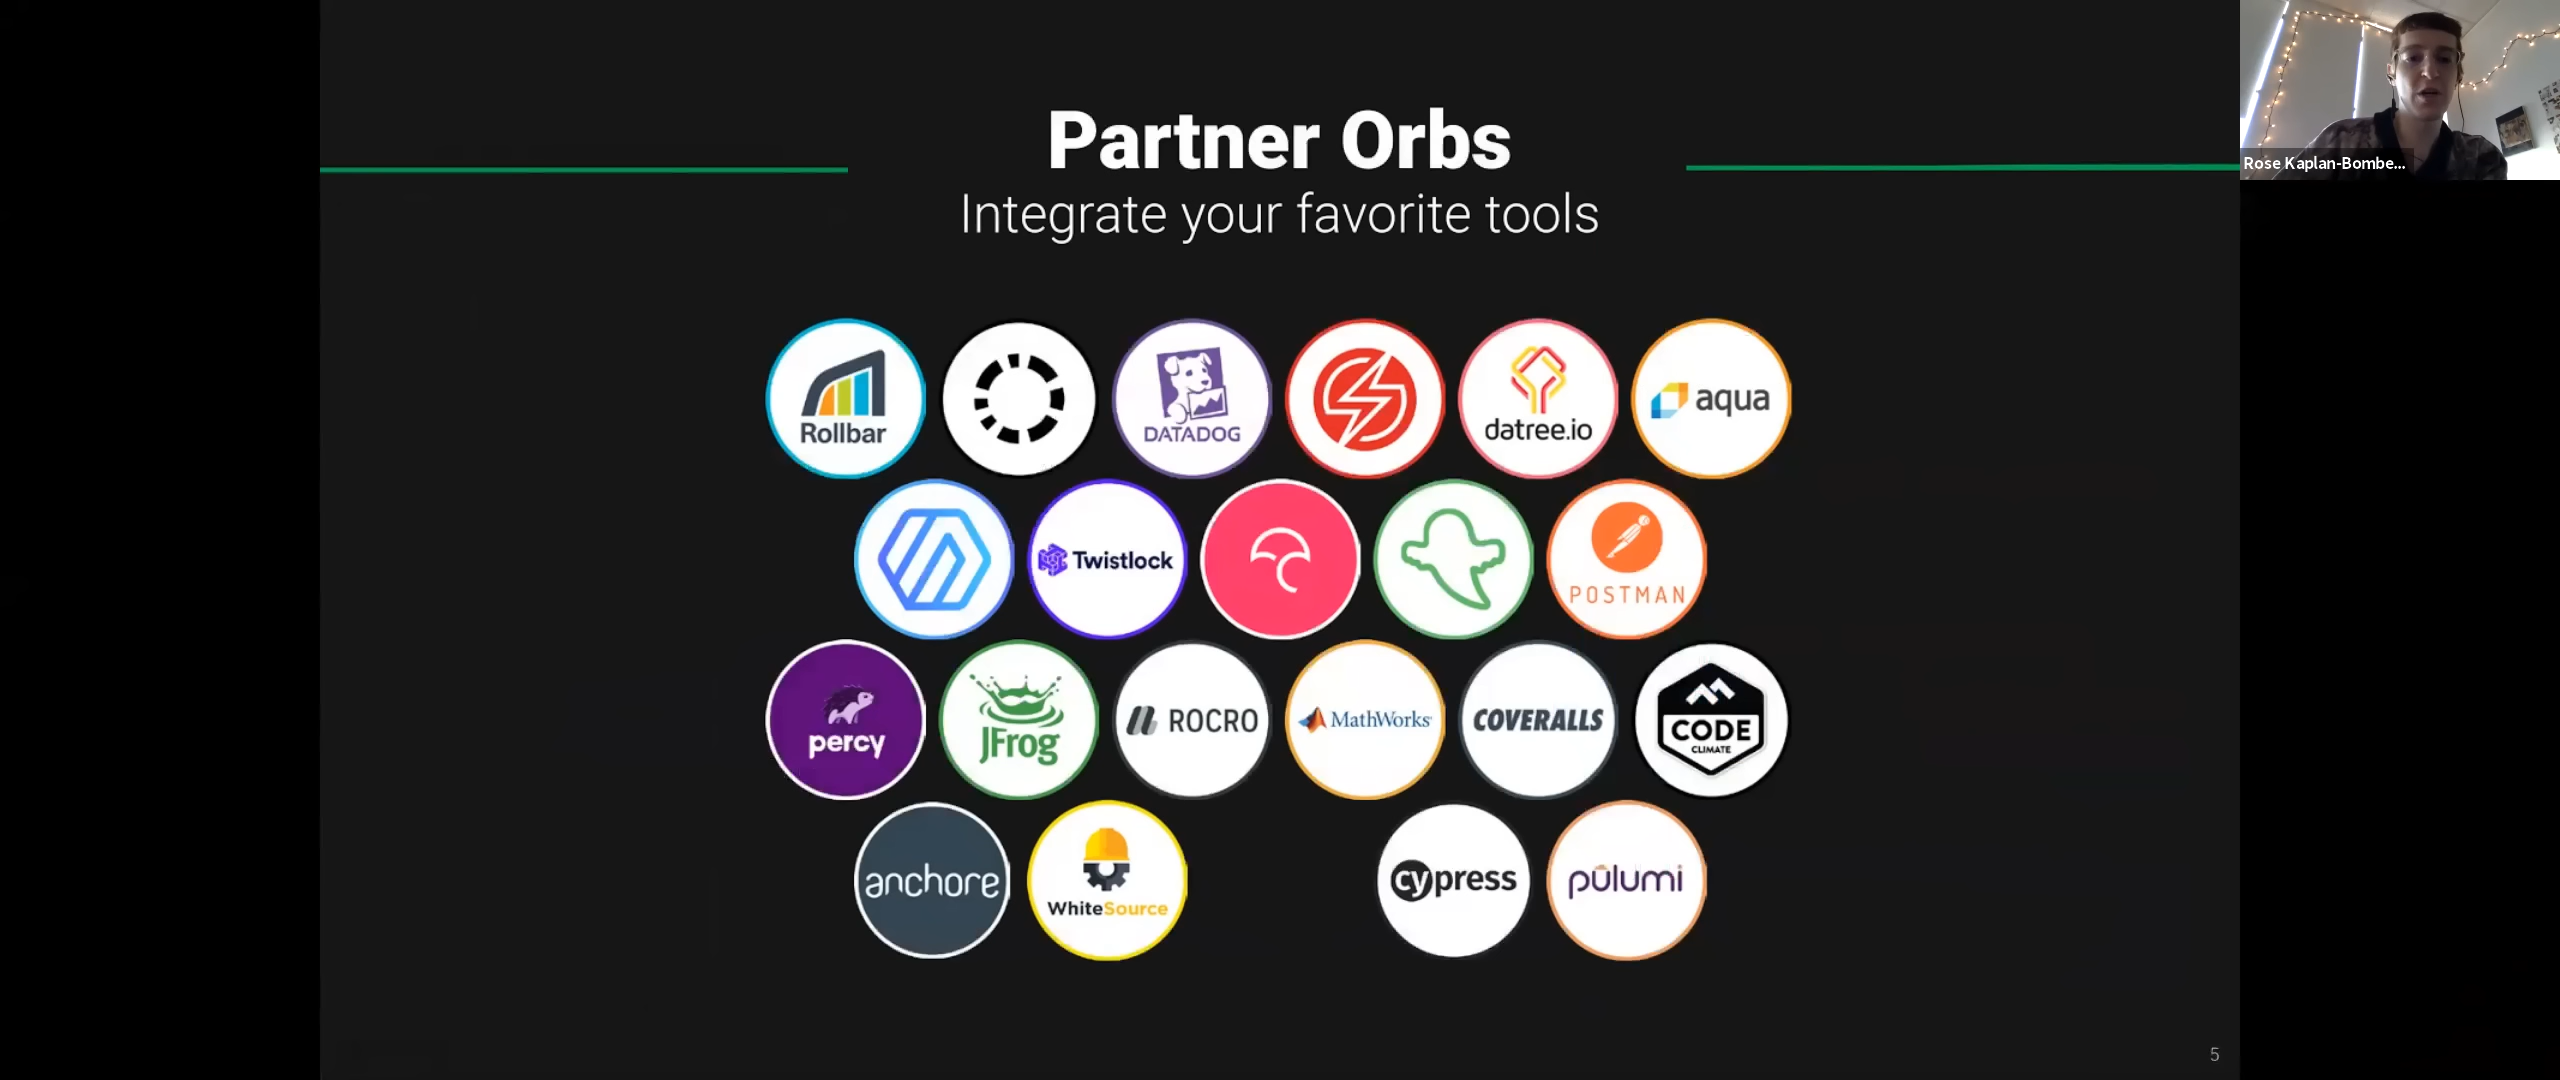 Partner Orbs
Integrate your favorite tools
Rose Kaplan-Bombe...
Rollbar
DATADOG
datree.io
aqua
Twistlock
POSTMAN
percy
JFrog
ROCRO
MathWorks
COVERALLS
CODE
CLIMATE
anchore
WhiteSource
cypress
pulumi
5